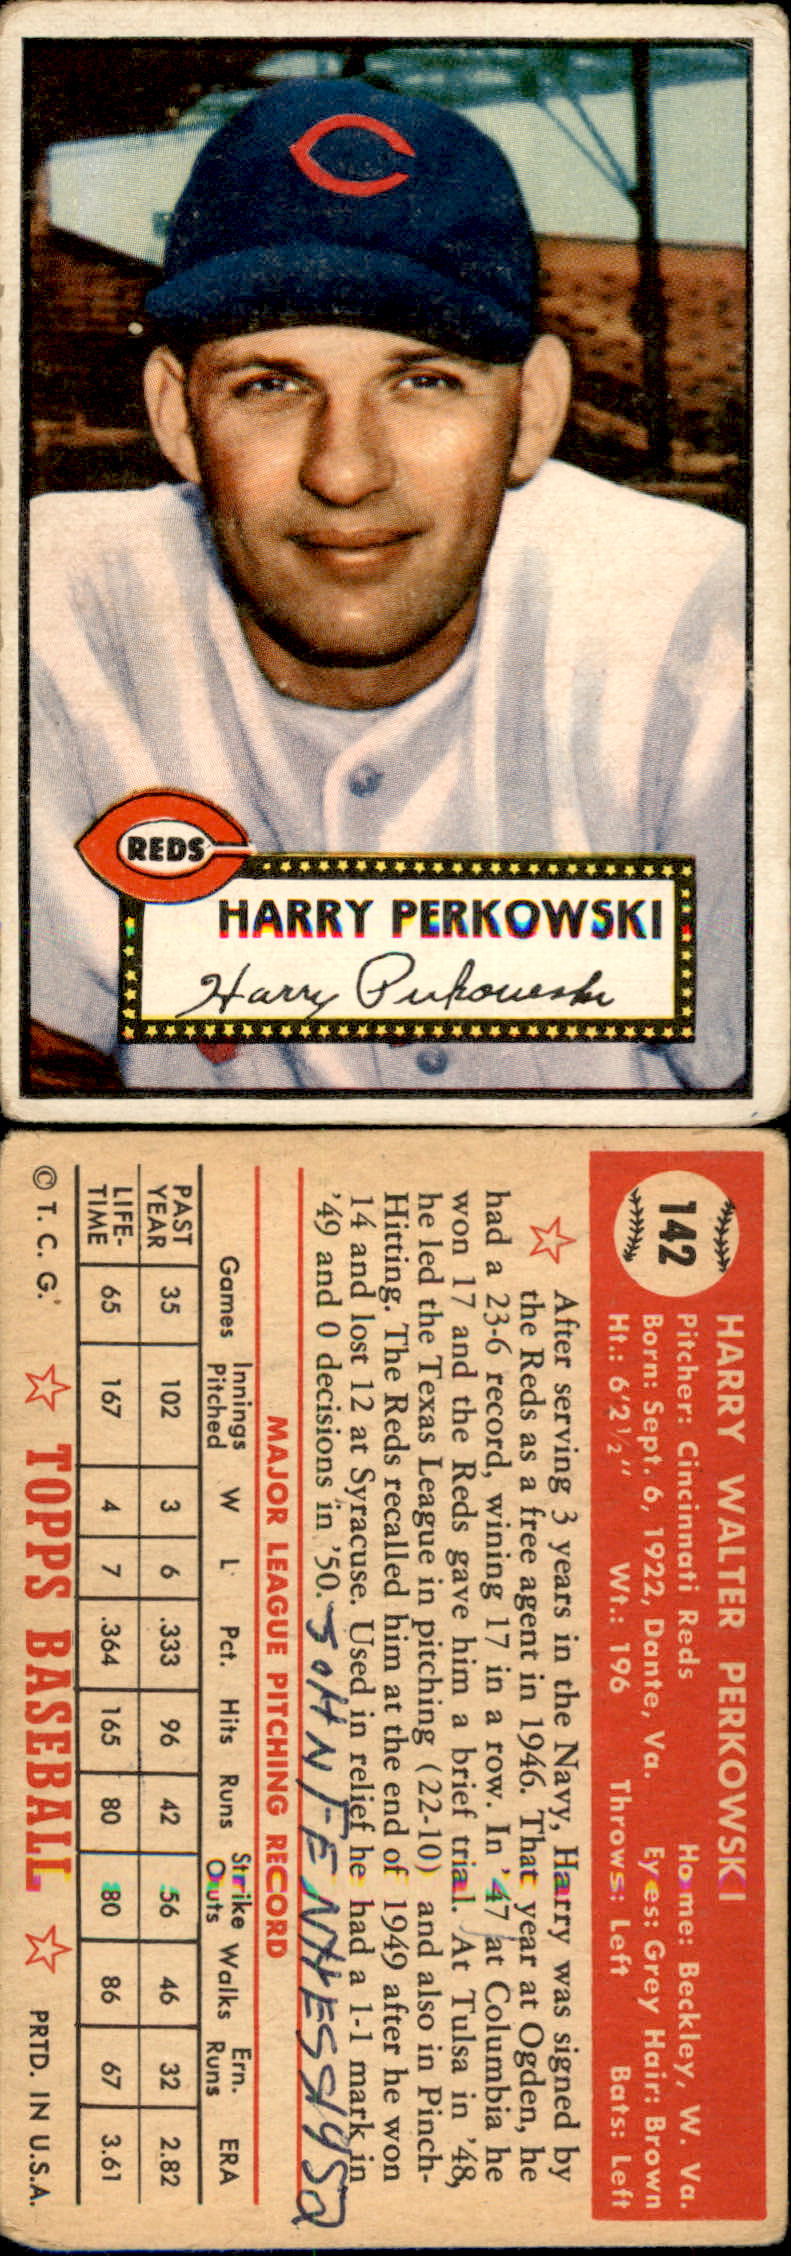 C
REDS
HARRY PERKOWSKI
Harry Perkowski
142
HARRY WALTER PERKOWSKI
Pitcher: Cincinnati Reds Home: Beckley, W. Va.
Born: Sept. 6, 1922, Dante, Va. Eyes: Grey Hair: Brown
Ht.: 6'2½" Wt.: 196 Throws: Left Bats: Left
After serving 3 years in the Navy, Harry was signed by
the Reds as a free agent in 1946. That year at Ogden, he
had a 23-6 record, wining 17 in a row. In '47 at Columbia he
won 17 and the Reds gave him a brief trial. At Tulsa in '48,
he led the Texas League in pitching (22-10) and also in Pinch-
Hitting. The Reds recalled him at the end of 1949 after he won
14 and lost 12 at Syracuse. Used in relief he had a 1-1 mark in
'49 and 0 decisions in '50.
MAJOR LEAGUE PITCHING RECORD
Games Innings Pitched W L Pct. Hits Runs Strike Outs Walks Ern. Runs ERA
PAST YEAR 35 102 3 6 .333 96 42 56 46 32 2.82
LIFE-TIME 65 167 4 7 .364 165 80 80 86 67 3.61
© T. C. G. TOPPS BASEBALL PRTD. IN U.S.A.